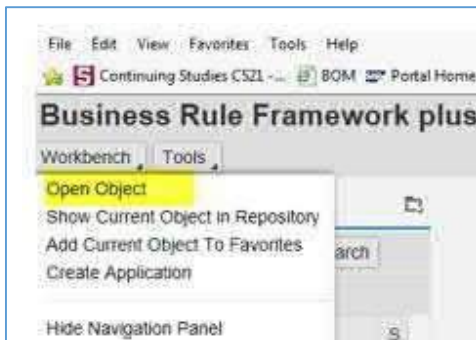 File Edit View Favorites Tools Help
S Continuing Studies CS21 -... BOM Portal Home
Business Rule Framework plus
Workbench Tools
Open Object
Show Current Object in Repository
Add Current Object To Favorites
arch
Create Application
Hide Navigation Panel
S